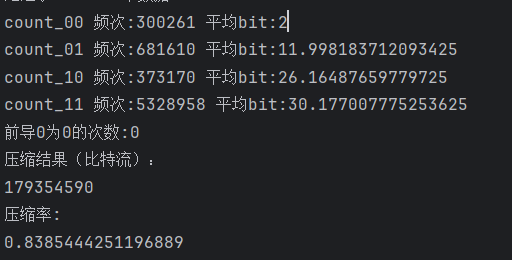 count_00 频次:300261 平均bit:2
count_01 频次:681610 平均bit:11.998183712093425
count_10 频次:373170 平均bit:26.16487659779725
count_11 频次:5328958 平均bit:30.177007775253625
前导0为0的次数:0
压缩结果（比特流）：
179354590
压缩率:
0.8385444251196889